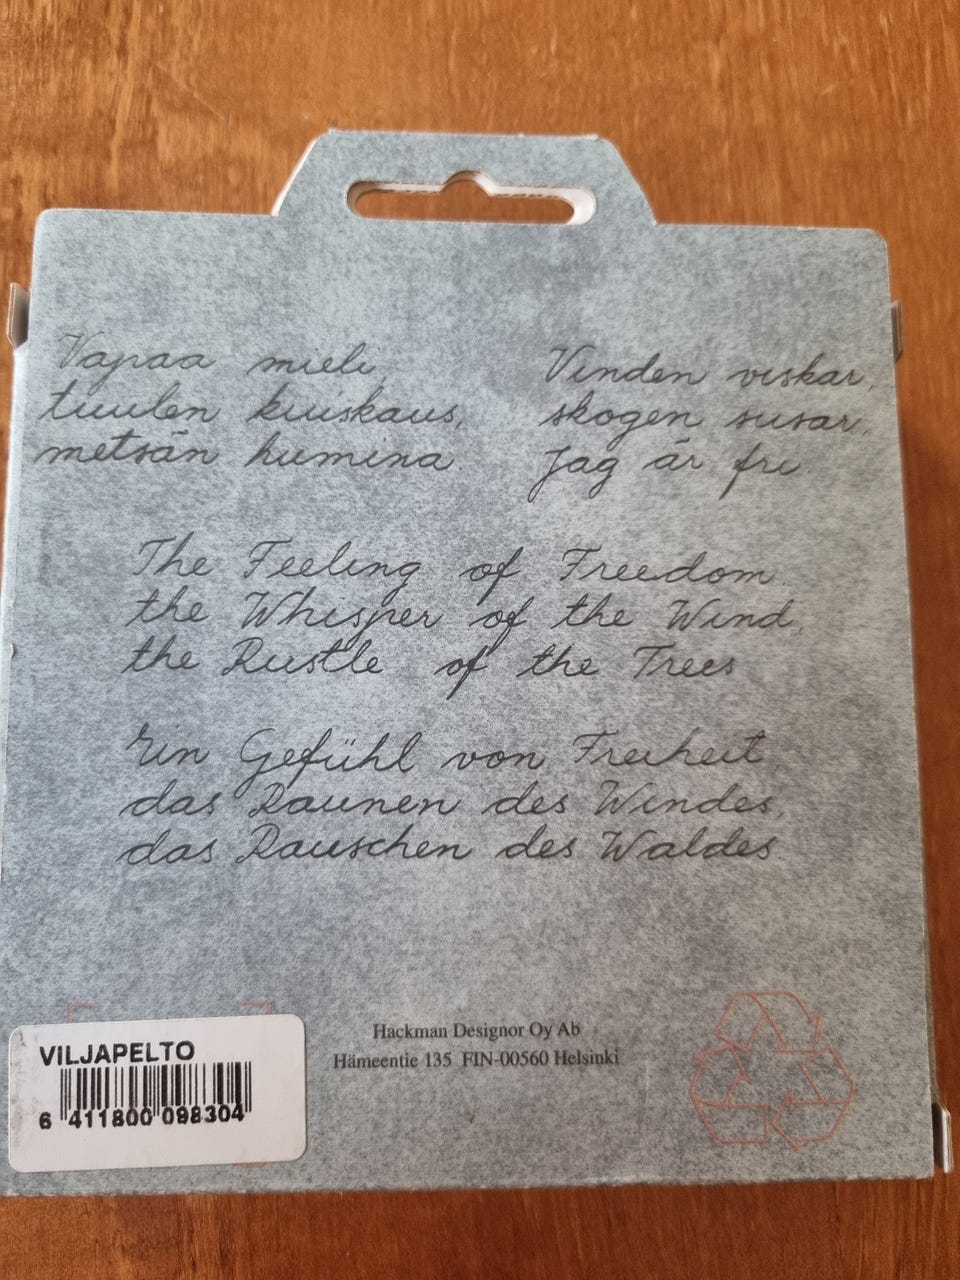 Vapaa mieli,
tuulen kuiskaus,
metsän humina.
Vinden viskar,
skogen susar,
Jag är fri.
The Feeling of Freedom,
the Whisper of the Wind,
the Rustle of the Trees
Ein Gefühl von Freiheit
das Raunen des Windes,
das Rauschen des Waldes
Hackman Designor Oy Ab
Hämeentie 135 FIN-00560 Helsinki
VILJAPELTO
6 411800 098304